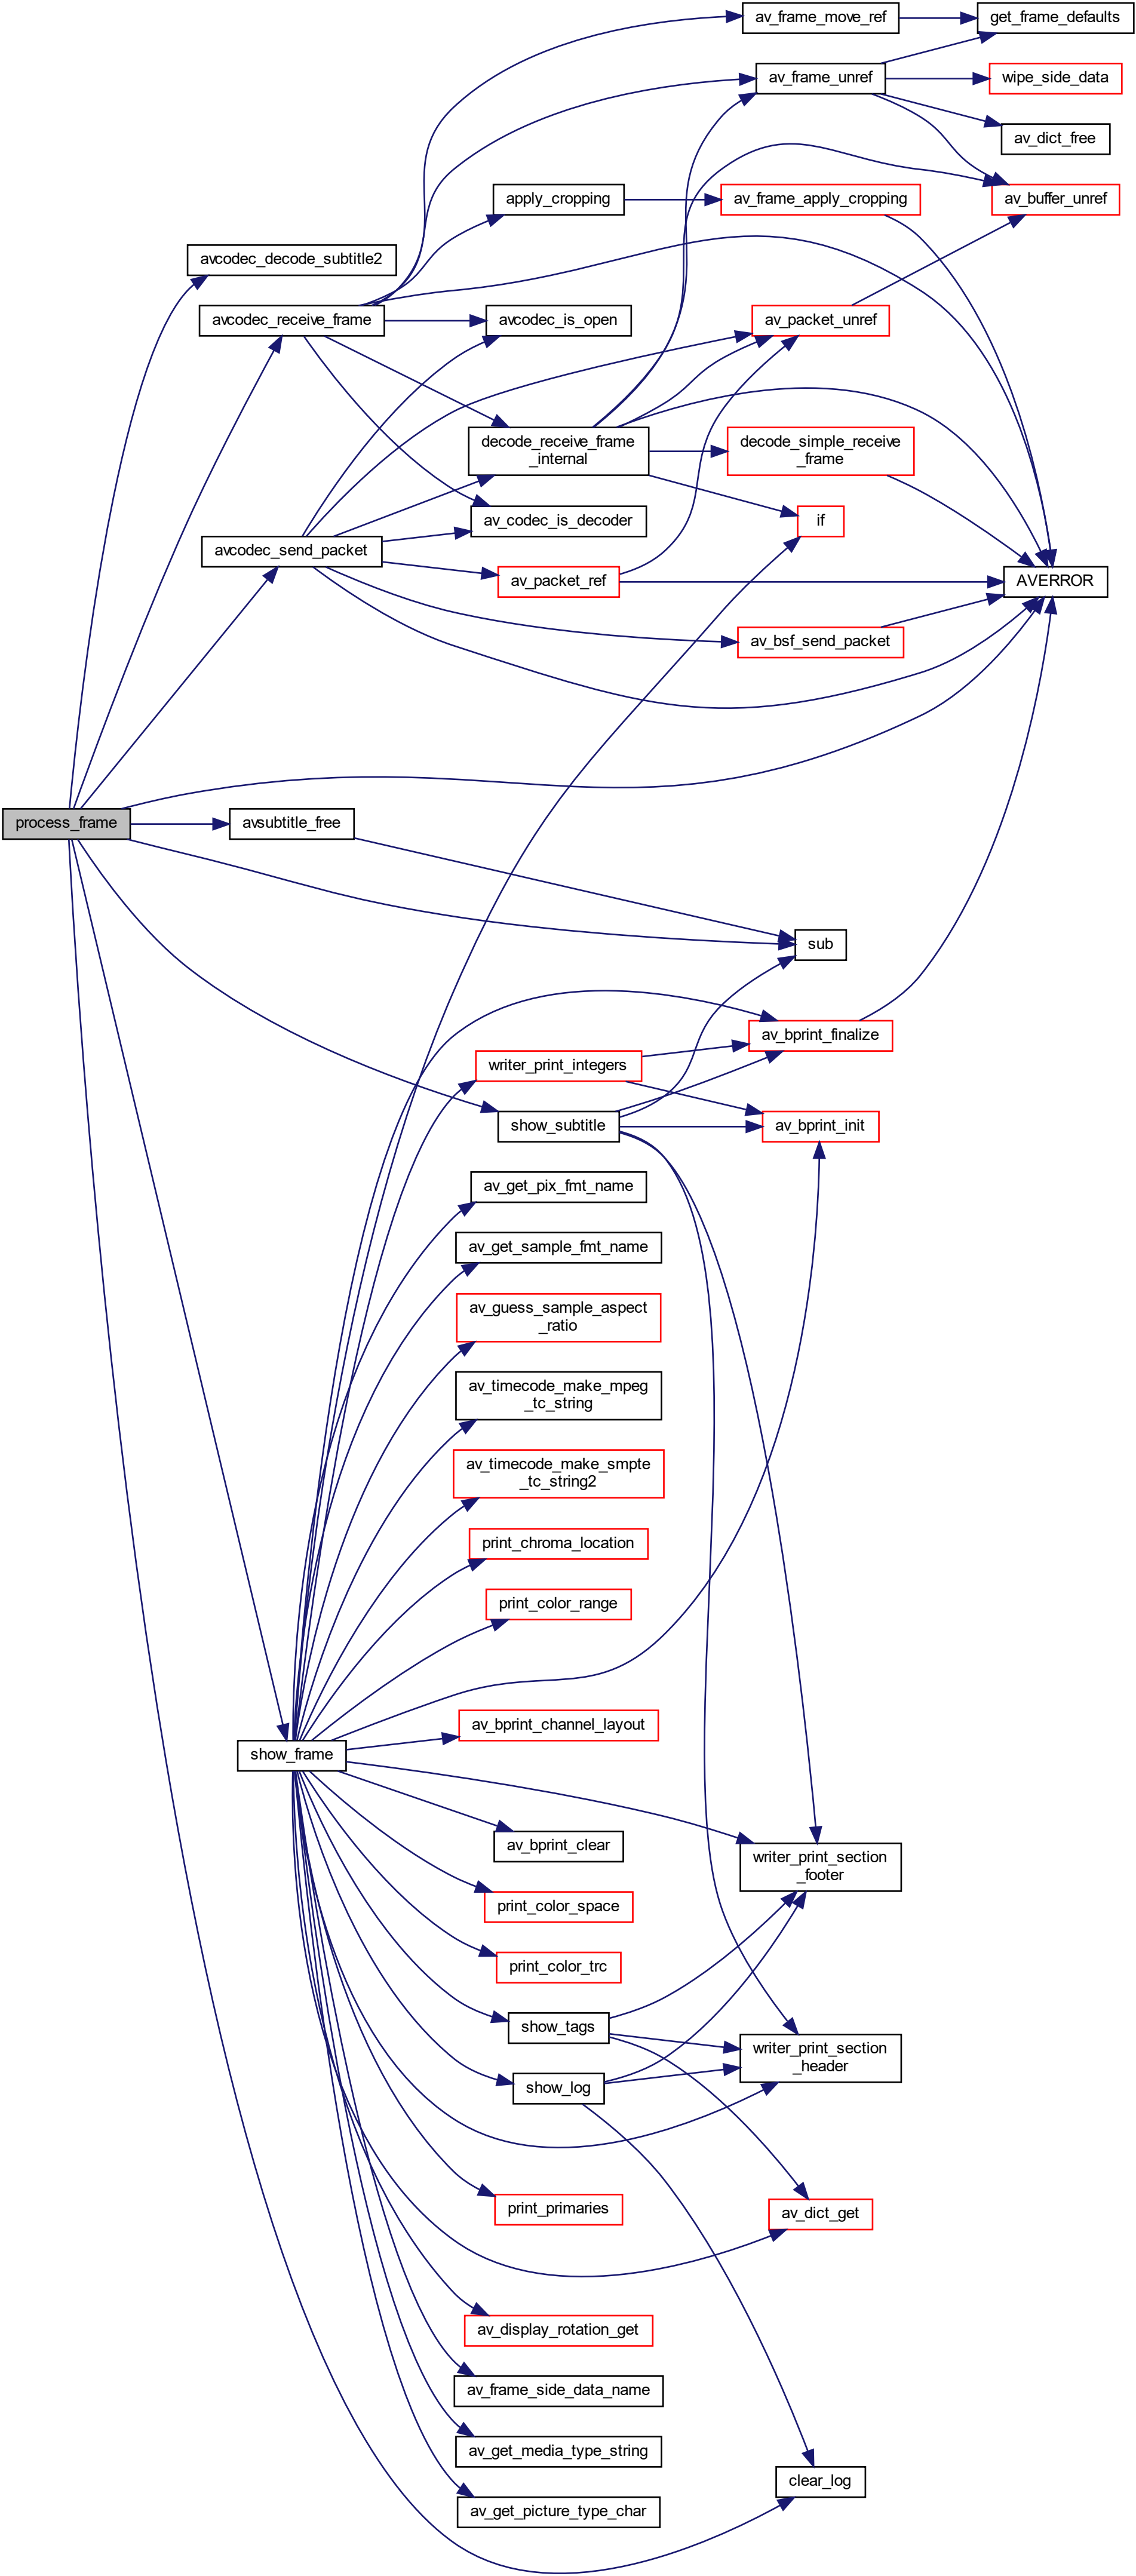 av_frame_move_ref
get_frame_defaults
av_frame_unref
wipe_side_data
av_dict_free
apply_cropping
av_frame_apply_cropping
av_buffer_unref
avcodec_decode_subtitle2
avcodec_receive_frame
avcodec_is_open
av_packet_unref
decode_receive_frame
_internal
decode_simple_receive
_frame
av_codec_is_decoder
if
avcodec_send_packet
av_packet_ref
AVERROR
av_bsf_send_packet
process_frame
avsubtitle_free
sub
av_bprint_finalize
writer_print_integers
show_subtitle
av_bprint_init
av_get_pix_fmt_name
av_get_sample_fmt_name
av_guess_sample_aspect
_ratio
av_timecode_make_mpeg
_tc_string
av_timecode_make_smpte
_tc_string2
print_chroma_location
print_color_range
av_bprint_channel_layout
show_frame
av_bprint_clear
writer_print_section
_footer
print_color_space
print_color_trc
show_tags
writer_print_section
_header
show_log
print_primaries
av_dict_get
av_display_rotation_get
av_frame_side_data_name
av_get_media_type_string
clear_log
av_get_picture_type_char